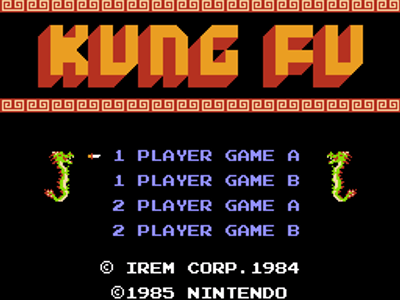 KUNG FU
1 PLAYER GAME A
1 PLAYER GAME B
2 PLAYER GAME A
2 PLAYER GAME B
© IREM CORP.1984
©1985 NINTENDO